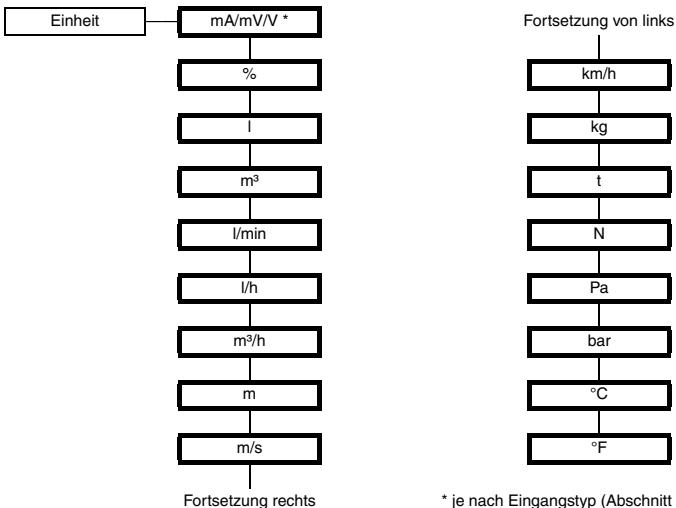 Einheit
mA/mV/V *
%
l
m³
l/min
l/h
m³/h
m
m/s
Fortsetzung rechts
Fortsetzung von links
km/h
kg
t
N
Pa
bar
°C
°F
* je nach Eingangstyp (Abschnitt